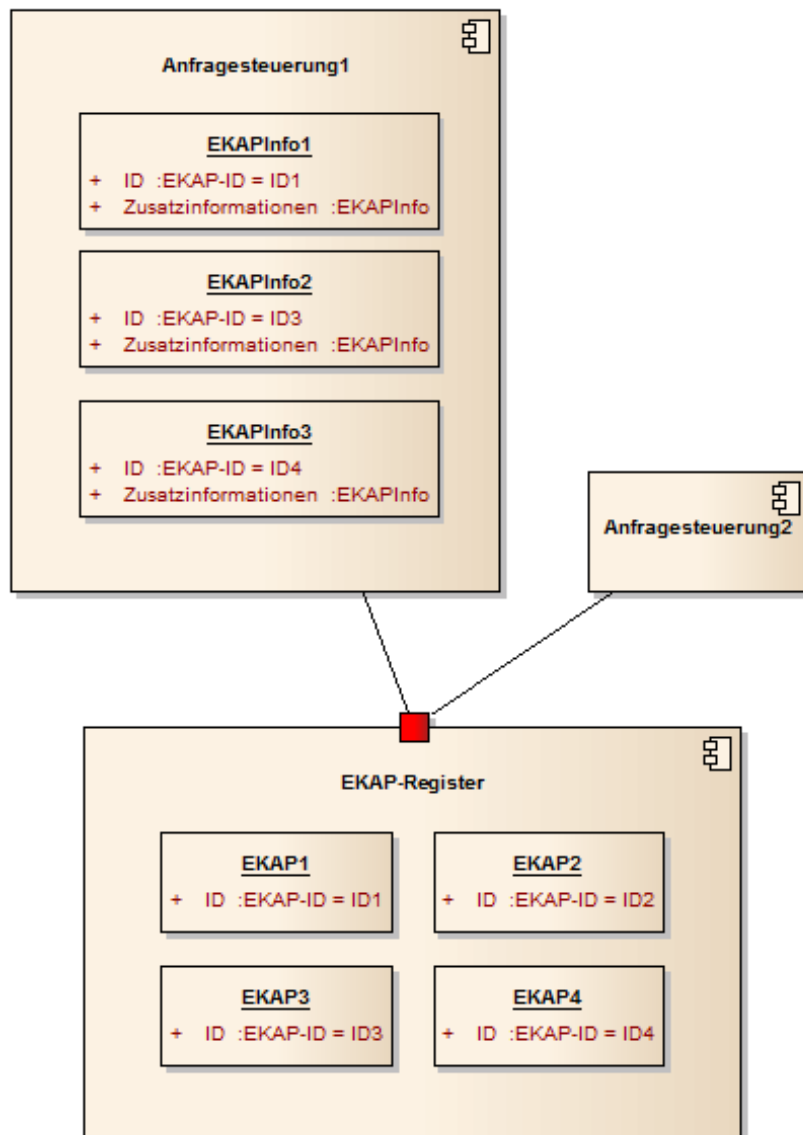 Anfragesteuerung1
EKAPInfo1
+ ID :EKAP-ID = ID1
+ Zusatzinformationen :EKAPInfo
EKAPInfo2
+ ID :EKAP-ID = ID3
+ Zusatzinformationen :EKAPInfo
EKAPInfo3
+ ID :EKAP-ID = ID4
+ Zusatzinformationen :EKAPInfo
Anfragesteuerung2
EKAP-Register
EKAP1
+ ID :EKAP-ID = ID1
EKAP2
+ ID :EKAP-ID = ID2
EKAP3
+ ID :EKAP-ID = ID3
EKAP4
+ ID :EKAP-ID = ID4